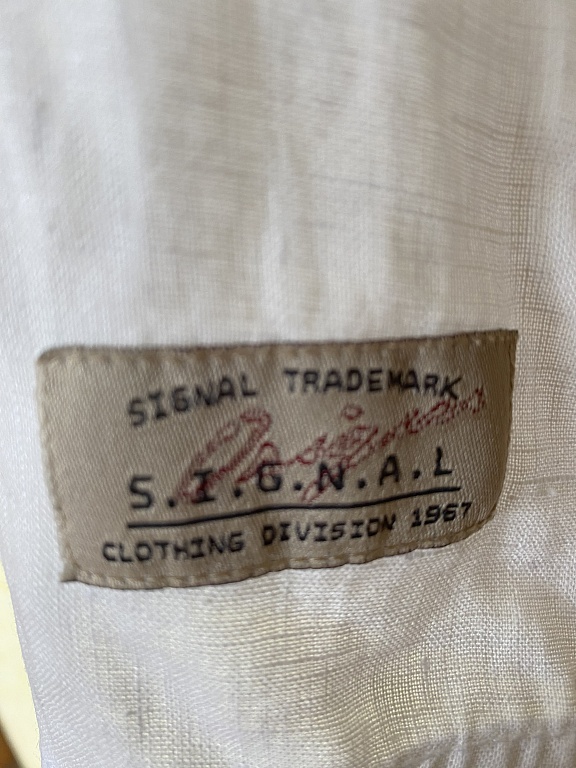 SIGNAL TRADEMARK
S.I.G.N.A.L
CLOTHING DIVISION 1967